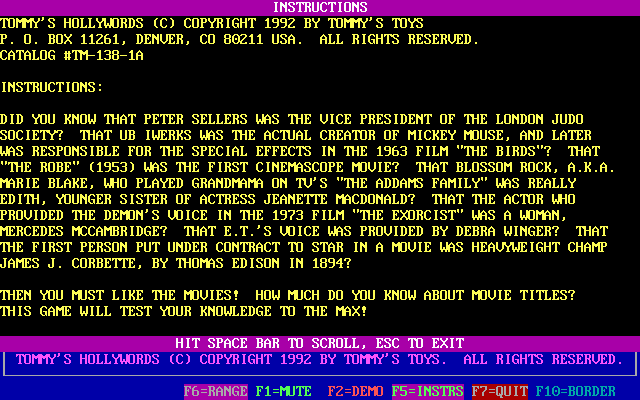 INSTRUCTIONS
TOMMY'S HOLLYWORDS (C) COPYRIGHT 1992 BY TOMMY'S TOYS
P. O. BOX 11261, DENVER, CO 80211 USA.  ALL RIGHTS RESERVED.
CATALOG #TM-138-1A
INSTRUCTIONS:
DID YOU KNOW THAT PETER SELLERS WAS THE VICE PRESIDENT OF THE LONDON JUDO
SOCIETY?  THAT UB IWERKS WAS THE ACTUAL CREATOR OF MICKEY MOUSE, AND LATER
WAS RESPONSIBLE FOR THE SPECIAL EFFECTS IN THE 1963 FILM "THE BIRDS"?  THAT
"THE ROBE" (1953) WAS THE FIRST CINEMASCOPE MOVIE?  THAT BLOSSOM ROCK, A.K.A.
MARIE BLAKE, WHO PLAYED GRANDMAMA ON TV'S "THE ADDAMS FAMILY" WAS REALLY
EDITH, YOUNGER SISTER OF ACTRESS JEANETTE MACDONALD?  THAT THE ACTOR WHO
PROVIDED THE DEMON'S VOICE IN THE 1973 FILM "THE EXORCIST" WAS A WOMAN,
MERCEDES MCCAMBRIDGE?  THAT E.T.'S VOICE WAS PROVIDED BY DEBRA WINGER?  THAT
THE FIRST PERSON PUT UNDER CONTRACT TO STAR IN A MOVIE WAS HEAVYWEIGHT CHAMP
JAMES J. CORBETTE, BY THOMAS EDISON IN 1894?
THEN YOU MUST LIKE THE MOVIES!  HOW MUCH DO YOU KNOW ABOUT MOVIE TITLES?
THIS GAME WILL TEST YOUR KNOWLEDGE TO THE MAX!
HIT SPACE BAR TO SCROLL, ESC TO EXIT
TOMMY'S HOLLYWORDS (C) COPYRIGHT 1992 BY TOMMY'S TOYS.  ALL RIGHTS RESERVED.
F6=RANGE F1=MUTE F2=DEMO F5=INSTRS F7=QUIT F10=BORDER